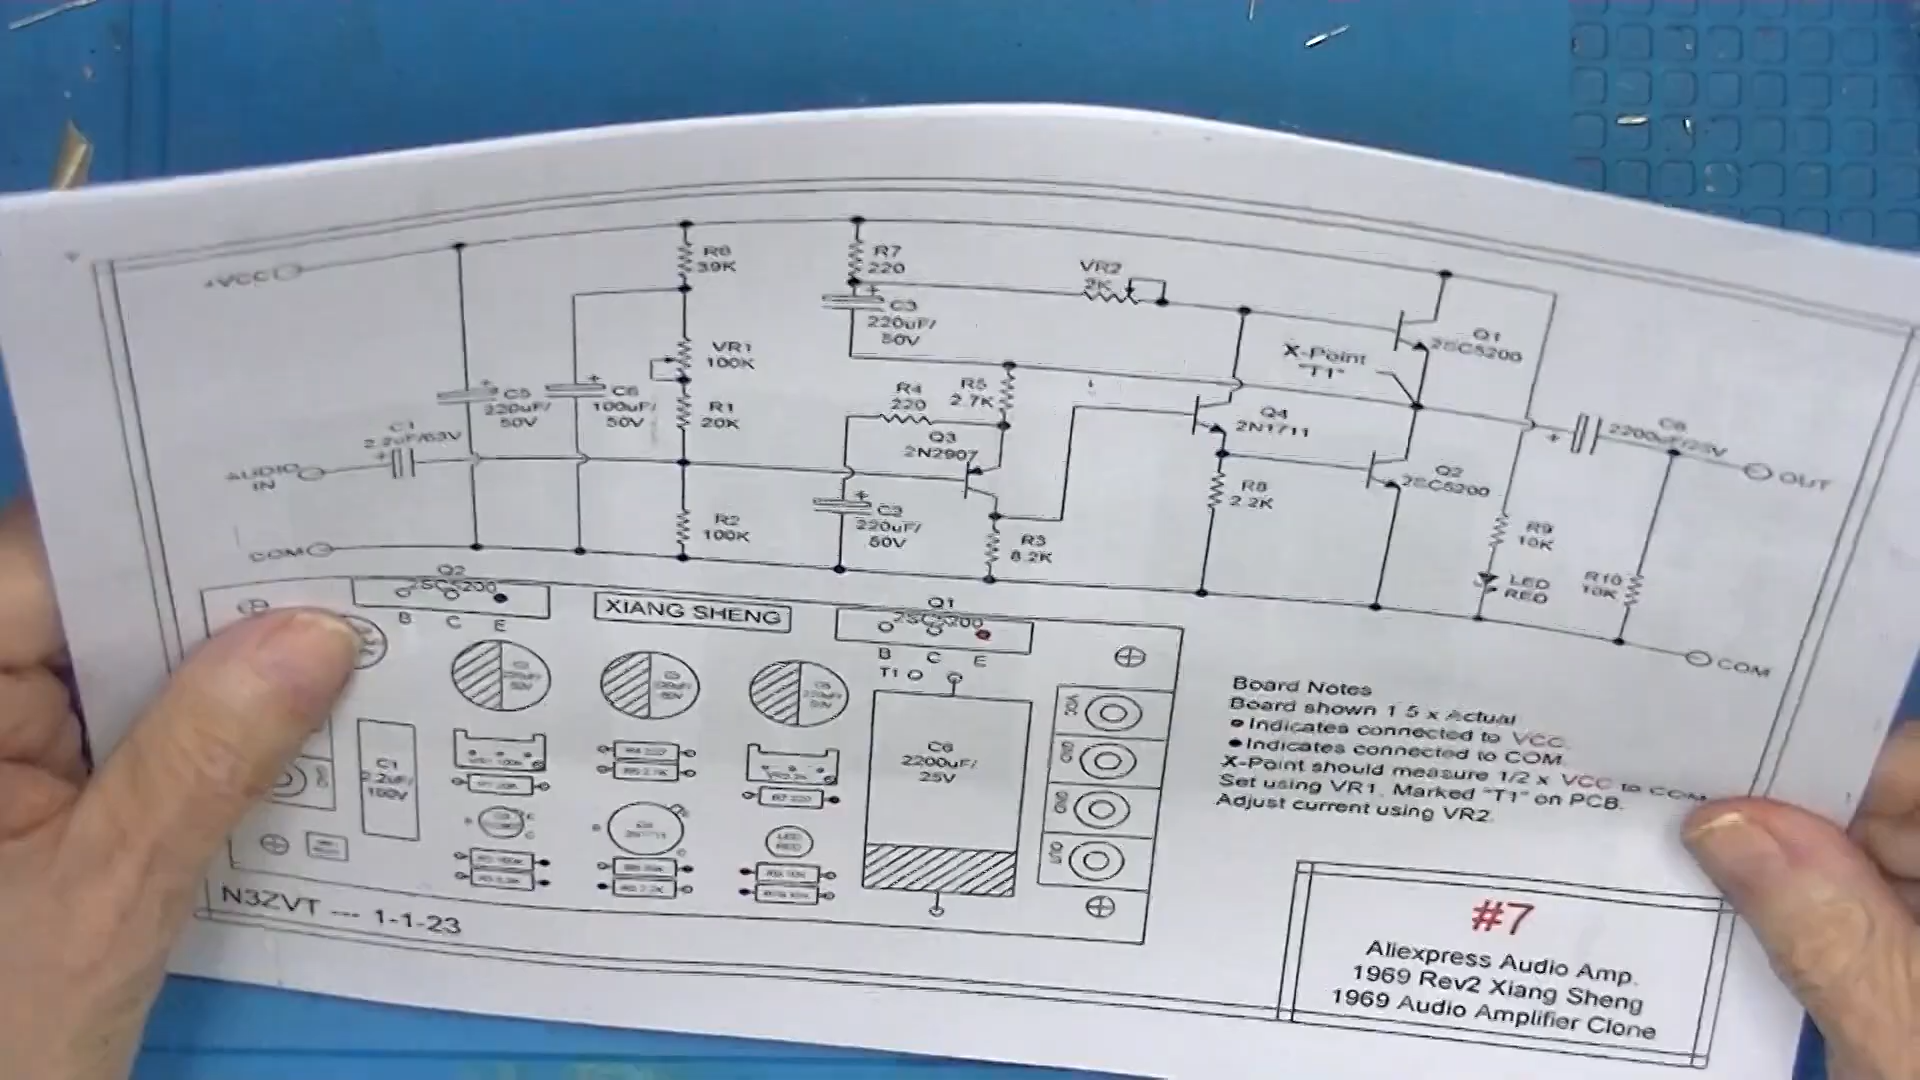 +VCC
R6
39K
R7
220
VR2
2K
C3
220uF/
50V
Q1
2SC5200
X-Point
"T1"
VR1
100K
C5
220uF/
50V
C6
100uF/
50V
R4
220
R5
2.7K
R1
20K
Q4
2N1711
C1
2.2uF/63V
Q3
2N2907
2200uF/25V
AUDIO
IN
Q2
2SC5200
OUT
R8
2.2K
R2
100K
C2
220uF/
50V
R3
8.2K
R9
10K
LED
RED
R10
10K
COM
COM
Q2
2SC5200
B C E
XIANG SHENG
Q1
2SC5200
B C E
T1
C1
2.2uF/
100V
C6
2200uF/
25V
VCC
OUT
Board Notes
Board shown 1.5 x Actual
Indicates connected to VCC.
Indicates connected to COM.
X-Point should measure 1/2 x VCC to COM.
Set using VR1. Marked "T1" on PCB.
Adjust current using VR2.
N3ZVT --- 1-1-23
#7
Aliexpress Audio Amp.
1969 Rev2 Xiang Sheng
1969 Audio Amplifier Clone